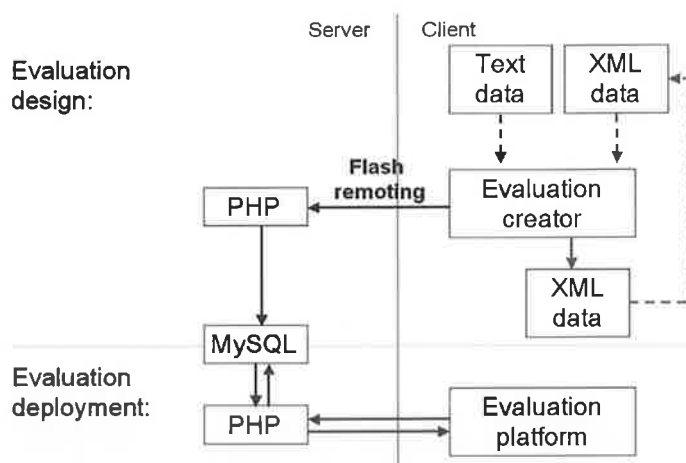 Server
Client
Evaluation
design:
Text
data
XML
data
Flash
remoting
PHP
Evaluation
creator
XML
data
MySQL
Evaluation
deployment:
PHP
Evaluation
platform